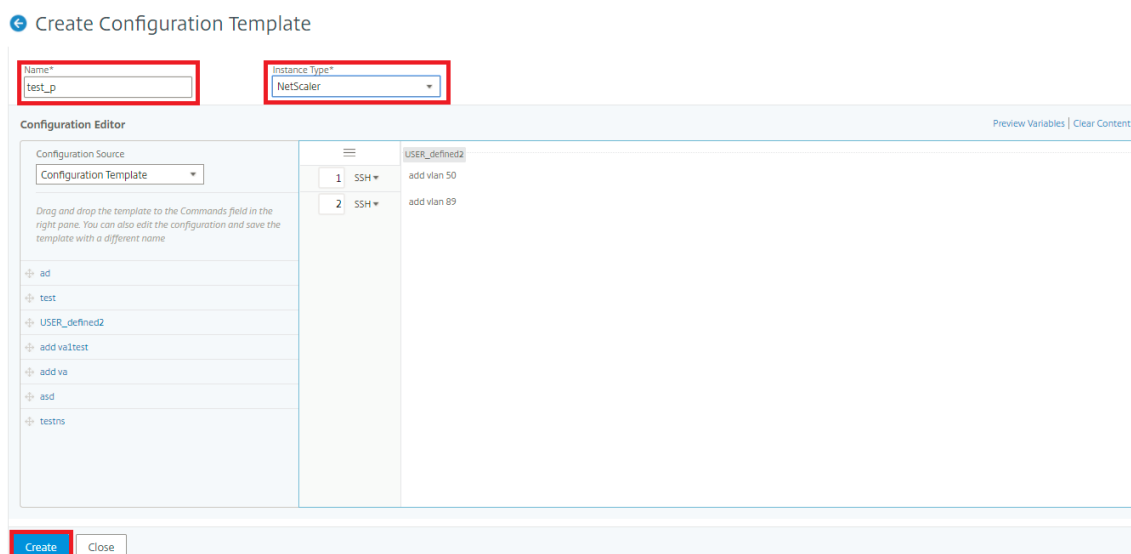 Create Configuration Template
Name*
Instance Type*
test_p
NetScaler
Configuration Editor
Preview Variables | Clear Content
Configuration Source
Configuration Template
Drag and drop the template to the Commands field in the
right pane. You can also edit the configuration and save the
template with a different name
ad
test
USER_defined2
add va1test
add va
asd
testns
USER_defined2
1 SSH add vlan 50
2 SSH add vlan 89
Create
Close